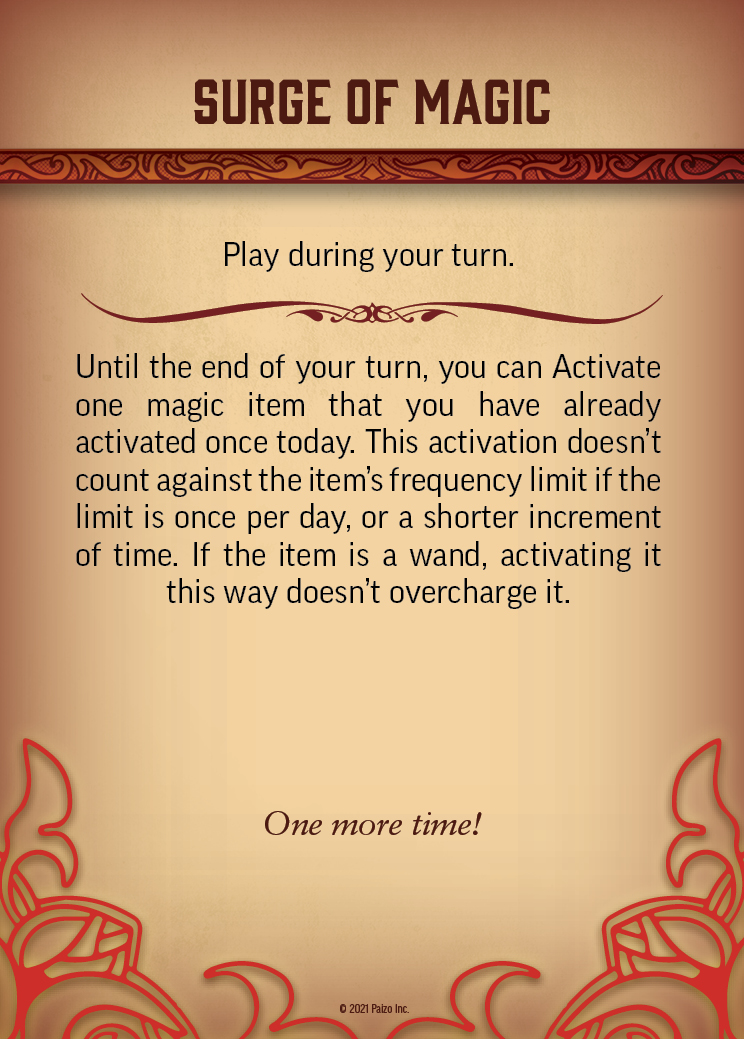 SURGE OF MAGIC
Play during your turn.
Until the end of your turn, you can Activate
one magic item that you have already
activated once today. This activation doesn’t
count against the item’s frequency limit if the
limit is once per day, or a shorter increment
of time. If the item is a wand, activating it
this way doesn’t overcharge it.
One more time!
© 2021 Paizo Inc.